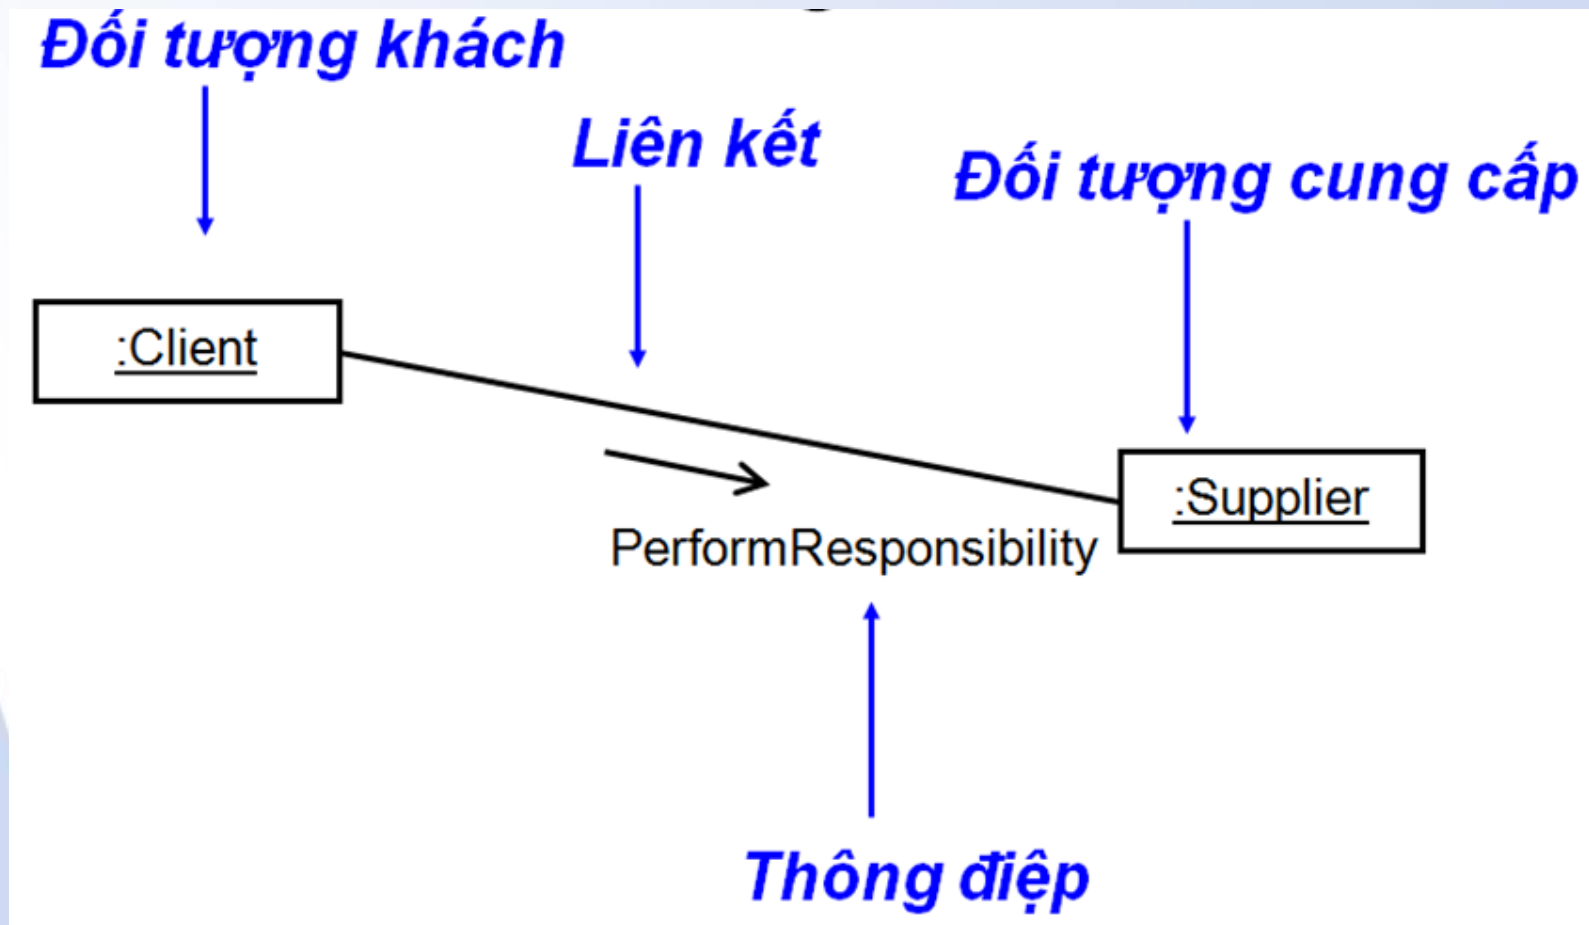 Đối tượng khách
Liên kết
Đối tượng cung cấp
:Client
:Supplier
PerformResponsibility
Thông điệp